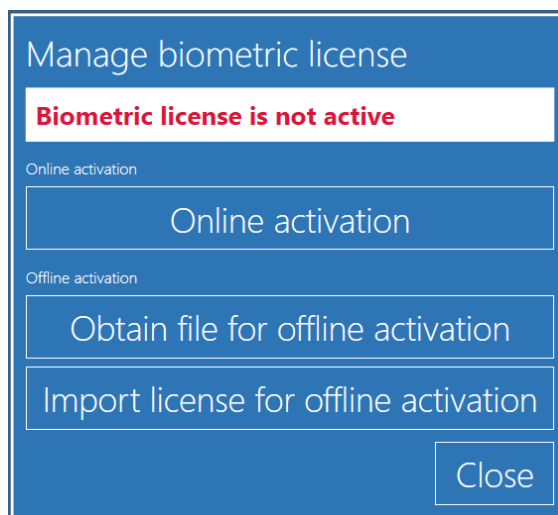 Manage biometric license
Biometric license is not active
Online activation
Online activation
Offline activation
Obtain file for offline activation
Import license for offline activation
Close